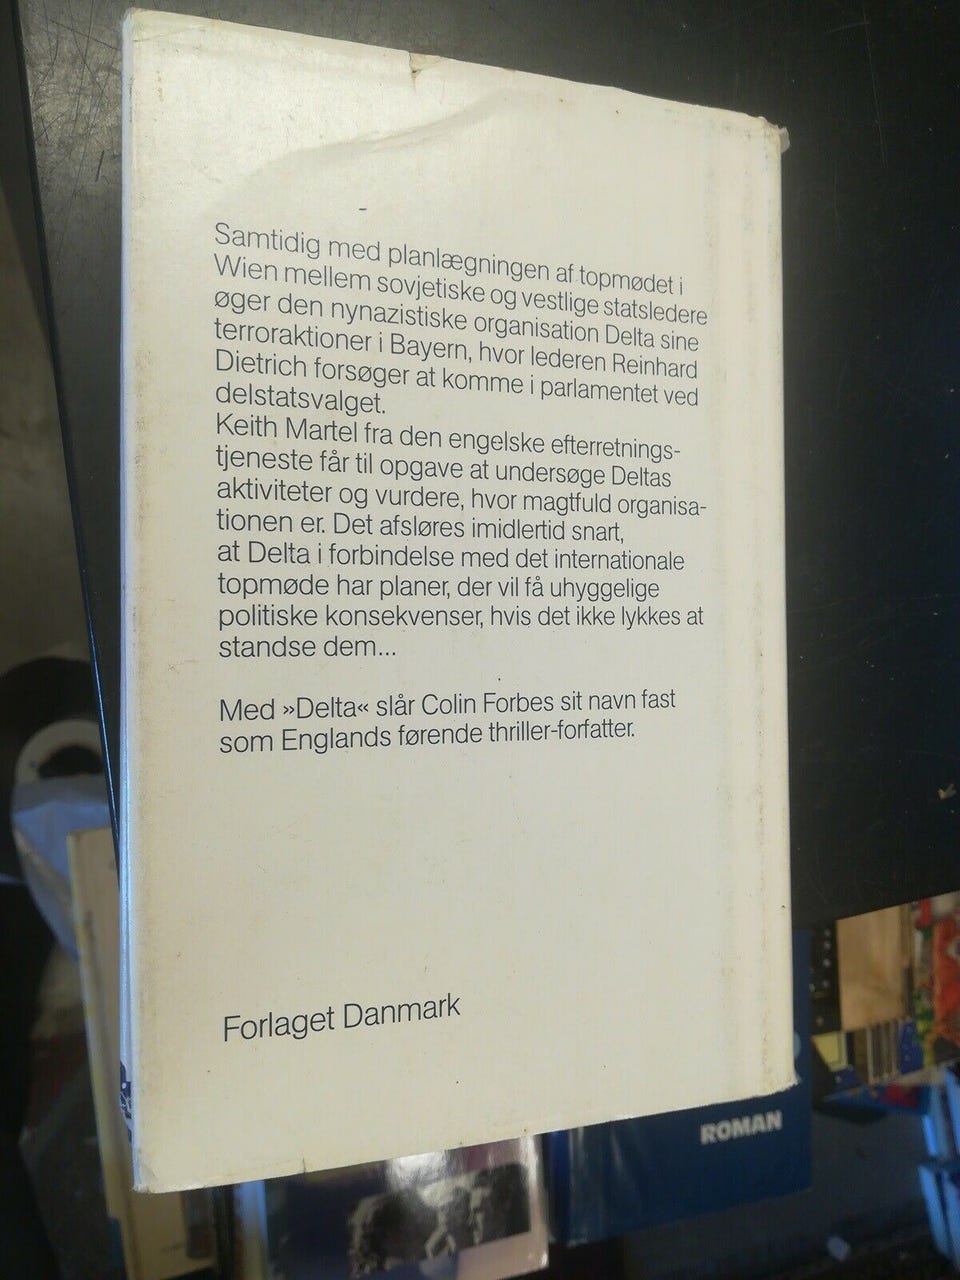 Samtidig med planlægningen af topmødet i
Wien mellem sovjetiske og vestlige statsledere
øger den nynazistiske organisation Delta sine
terroraktioner i Bayern, hvor lederen Reinhard
Dietrich forsøger at komme i parlamentet ved
delstatsvalget.
Keith Martel fra den engelske efterretnings-
tjeneste får til opgave at undersøge Deltas
aktiviteter og vurdere, hvor magtfuld organisa-
tionen er. Det afsløres imidlertid snart,
at Delta i forbindelse med det internationale
topmøde har planer, der vil få uhyggelige
politiske konsekvenser, hvis det ikke lykkes at
standse dem...
Med »Delta« slår Colin Forbes sit navn fast
som Englands førende thriller-forfatter.
Forlaget Danmark
ROMAN